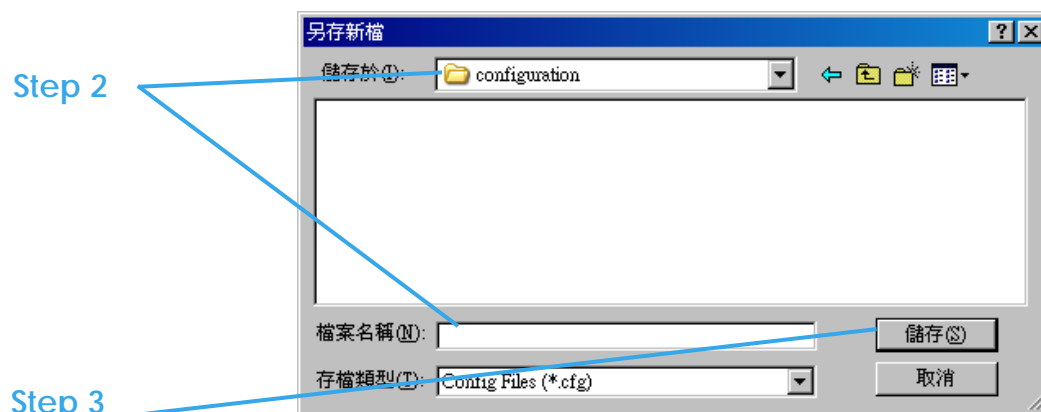 另存新檔
Step 2
儲存於(I): configuration
檔案名稱(N):
儲存(S)
存檔類型(T): Config Files (*.cfg)
取消
Step 3